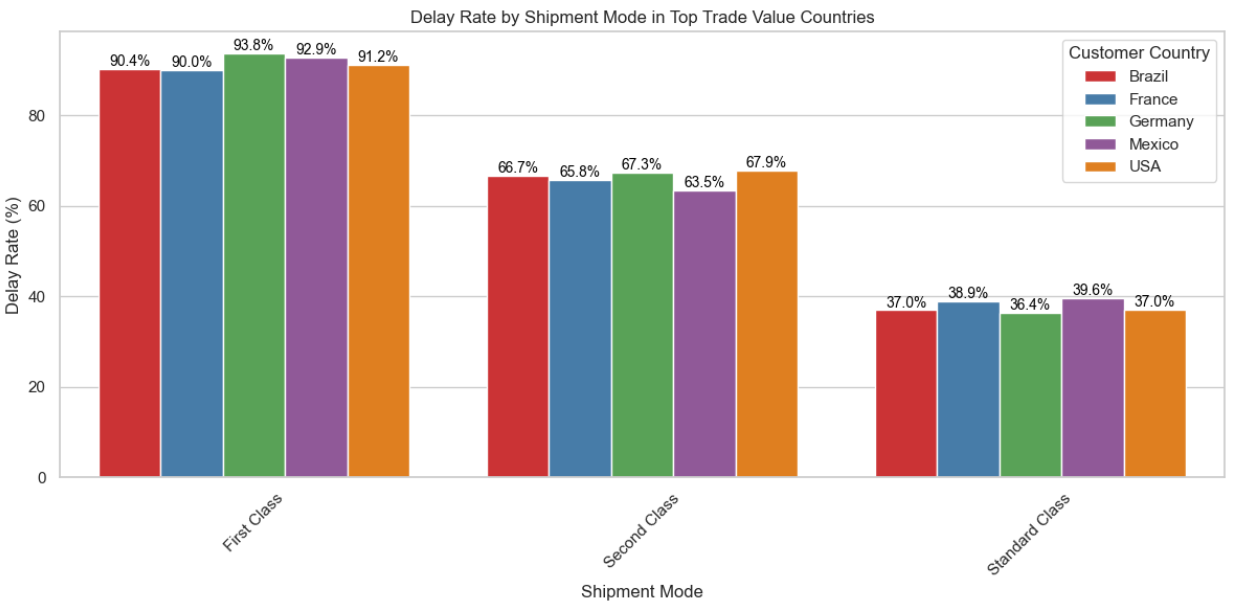 Delay Rate by Shipment Mode in Top Trade Value Countries
90.4%
90.0%
93.8%
92.9%
91.2%
66.7%
65.8%
67.3%
63.5%
67.9%
37.0%
38.9%
36.4%
39.6%
37.0%
Customer Country
Brazil
France
Germany
Mexico
USA
Delay Rate (%)
80
60
40
20
0
First Class
Second Class
Standard Class
Shipment Mode